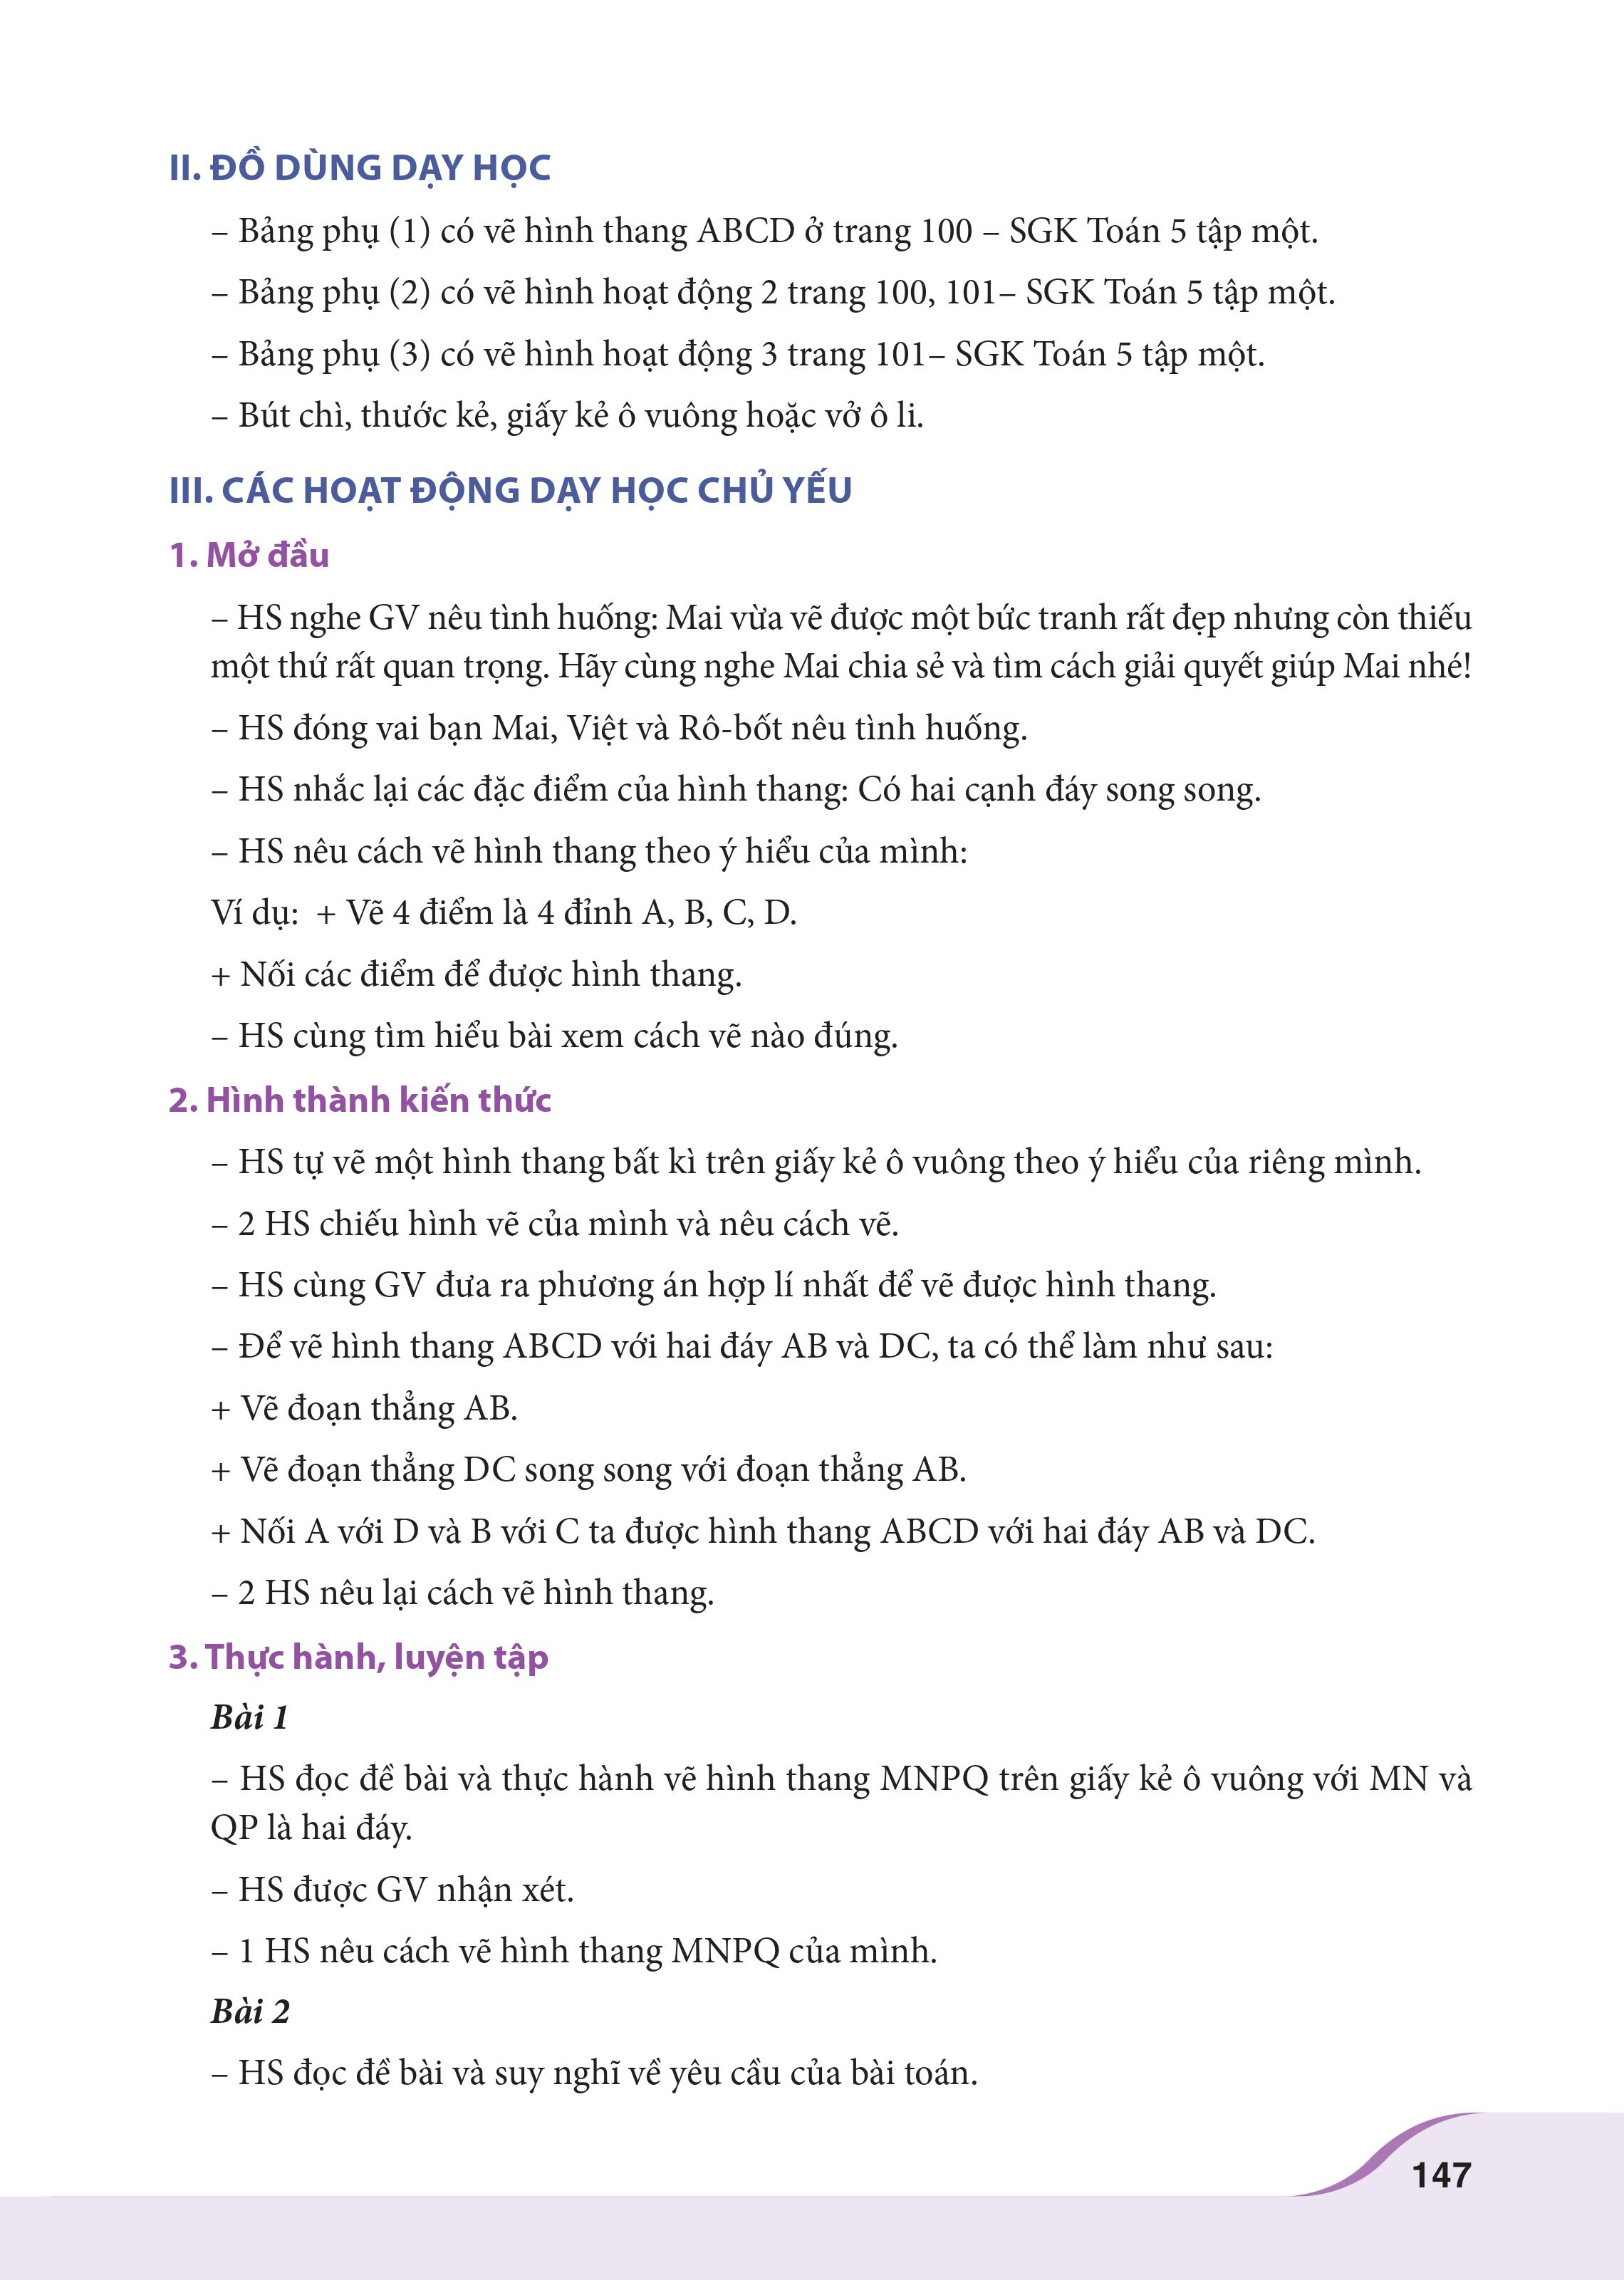 II. ĐỒ DÙNG DẠY HỌC
– Bảng phụ (1) có vẽ hình thang ABCD ở trang 100 – SGK Toán 5 tập một.
– Bảng phụ (2) có vẽ hình hoạt động 2 trang 100, 101– SGK Toán 5 tập một.
– Bảng phụ (3) có vẽ hình hoạt động 3 trang 101– SGK Toán 5 tập một.
– Bút chì, thước kẻ, giấy kẻ ô vuông hoặc vở ô li.
III. CÁC HOẠT ĐỘNG DẠY HỌC CHỦ YẾU
1. Mở đầu
– HS nghe GV nêu tình huống: Mai vừa vẽ được một bức tranh rất đẹp nhưng còn thiếu
một thứ rất quan trọng. Hãy cùng nghe Mai chia sẻ và tìm cách giải quyết giúp Mai nhé!
– HS đóng vai bạn Mai, Việt và Rô-bốt nêu tình huống.
– HS nhắc lại các đặc điểm của hình thang: Có hai cạnh đáy song song.
– HS nêu cách vẽ hình thang theo ý hiểu của mình:
Ví dụ: + Vẽ 4 điểm là 4 đỉnh A, B, C, D.
+ Nối các điểm để được hình thang.
– HS cùng tìm hiểu bài xem cách vẽ nào đúng.
2. Hình thành kiến thức
– HS tự vẽ một hình thang bất kì trên giấy kẻ ô vuông theo ý hiểu của riêng mình.
– 2 HS chiếu hình vẽ của mình và nêu cách vẽ.
– HS cùng GV đưa ra phương án hợp lí nhất để vẽ được hình thang.
– Để vẽ hình thang ABCD với hai đáy AB và DC, ta có thể làm như sau:
+ Vẽ đoạn thẳng AB.
+ Vẽ đoạn thẳng DC song song với đoạn thẳng AB.
+ Nối A với D và B với C ta được hình thang ABCD với hai đáy AB và DC.
– 2 HS nêu lại cách vẽ hình thang.
3. Thực hành, luyện tập
Bài 1
– HS đọc đề bài và thực hành vẽ hình thang MNPQ trên giấy kẻ ô vuông với MN và
QP là hai đáy.
– HS được GV nhận xét.
– 1 HS nêu cách vẽ hình thang MNPQ của mình.
Bài 2
– HS đọc đề bài và suy nghĩ về yêu cầu của bài toán.
147